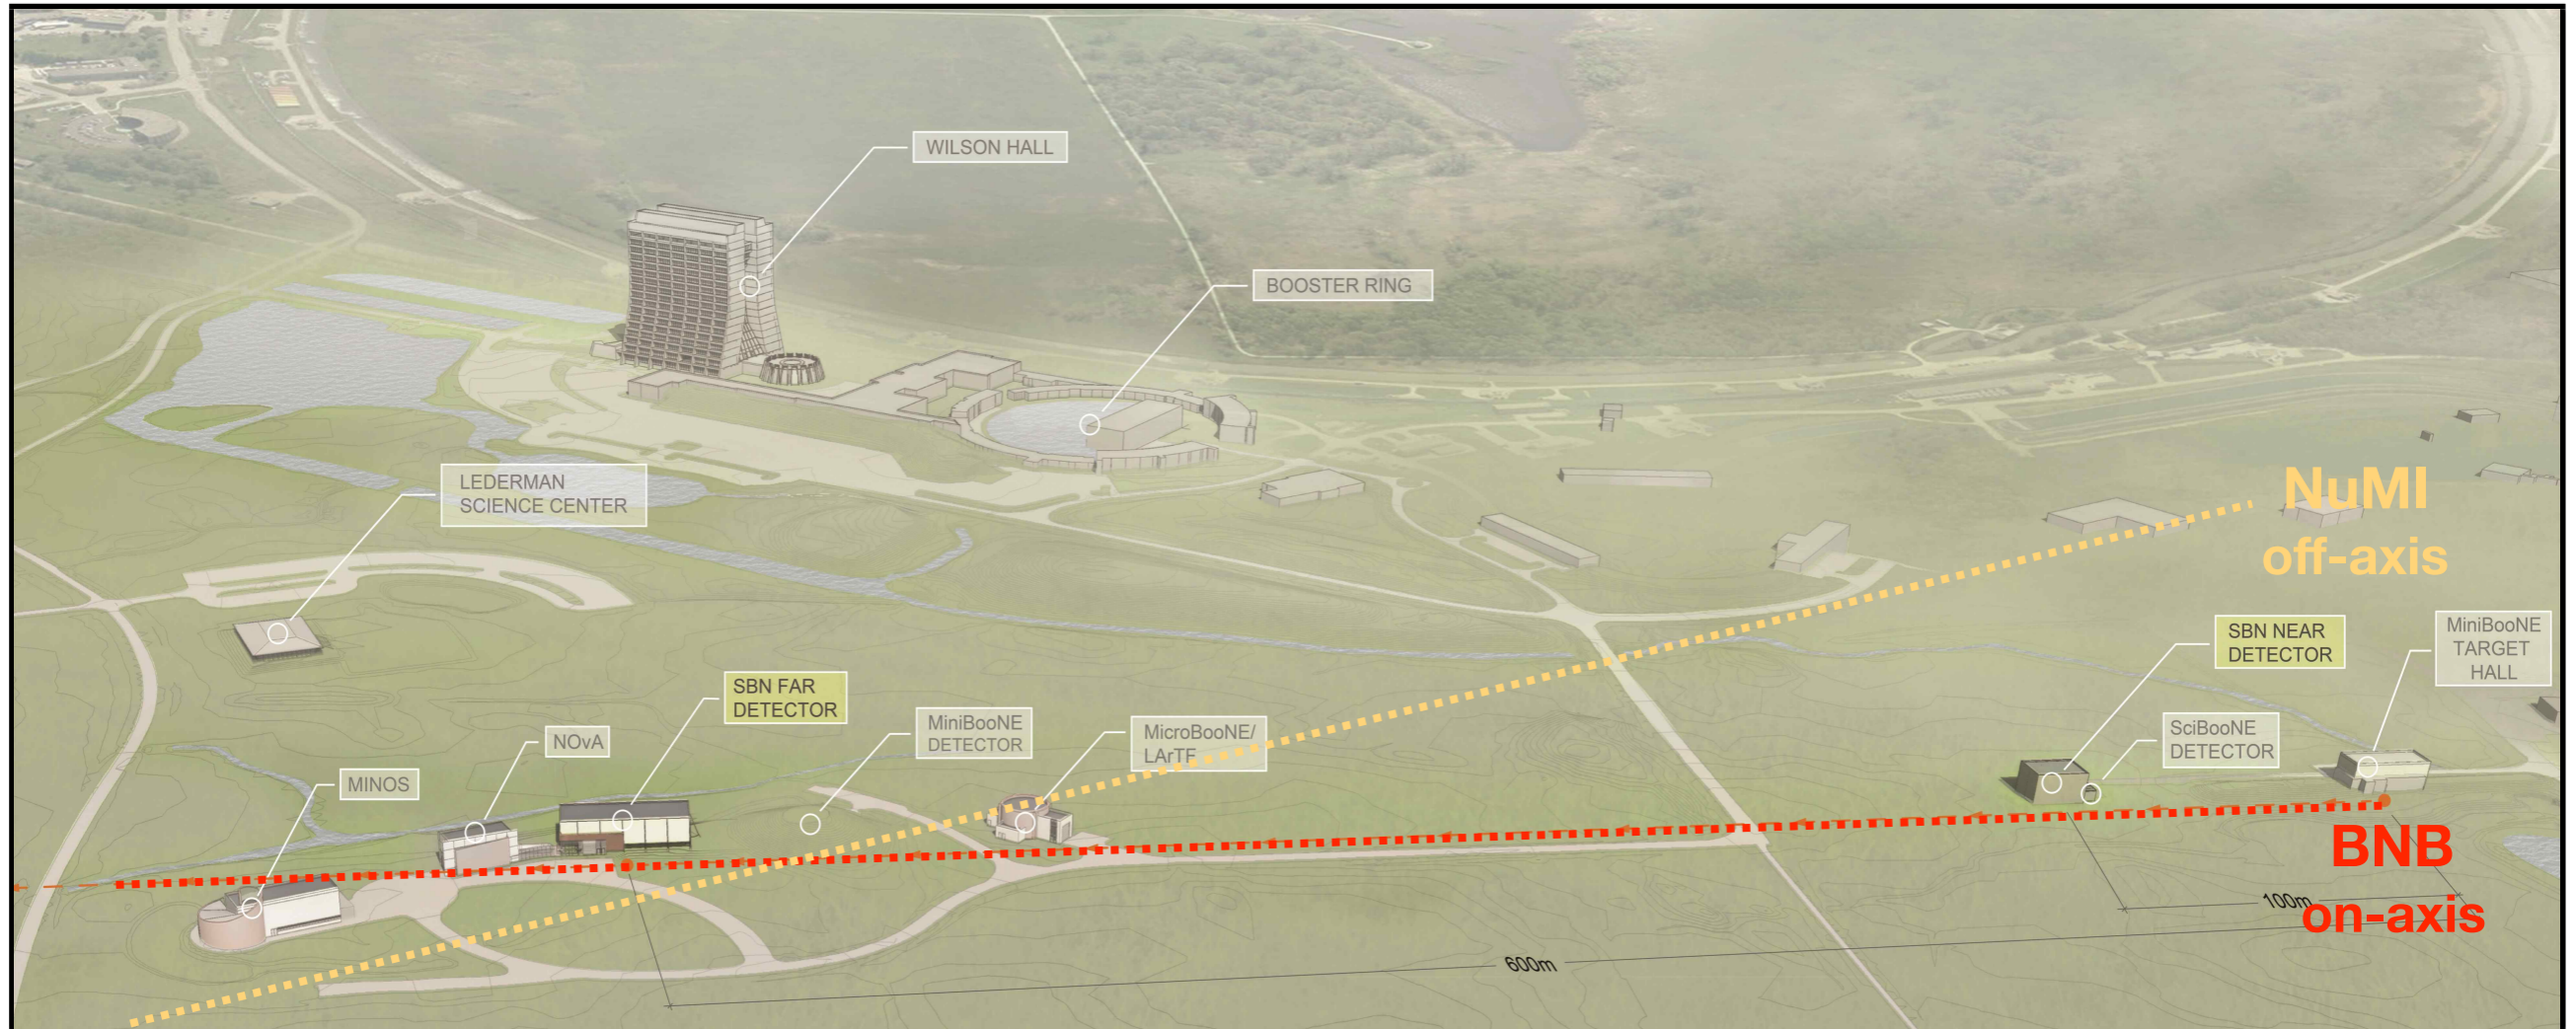 WILSON HALL
BOOSTER RING
LEDERMAN
SCIENCE CENTER
NuMI
off-axis
SBN NEAR
DETECTOR
MiniBooNE
TARGET
HALL
SBN FAR
DETECTOR
MiniBooNE
DETECTOR
MicroBooNE/
LArTF
SciBooNE
DETECTOR
NOvA
MINOS
BNB
on-axis
100m
600m